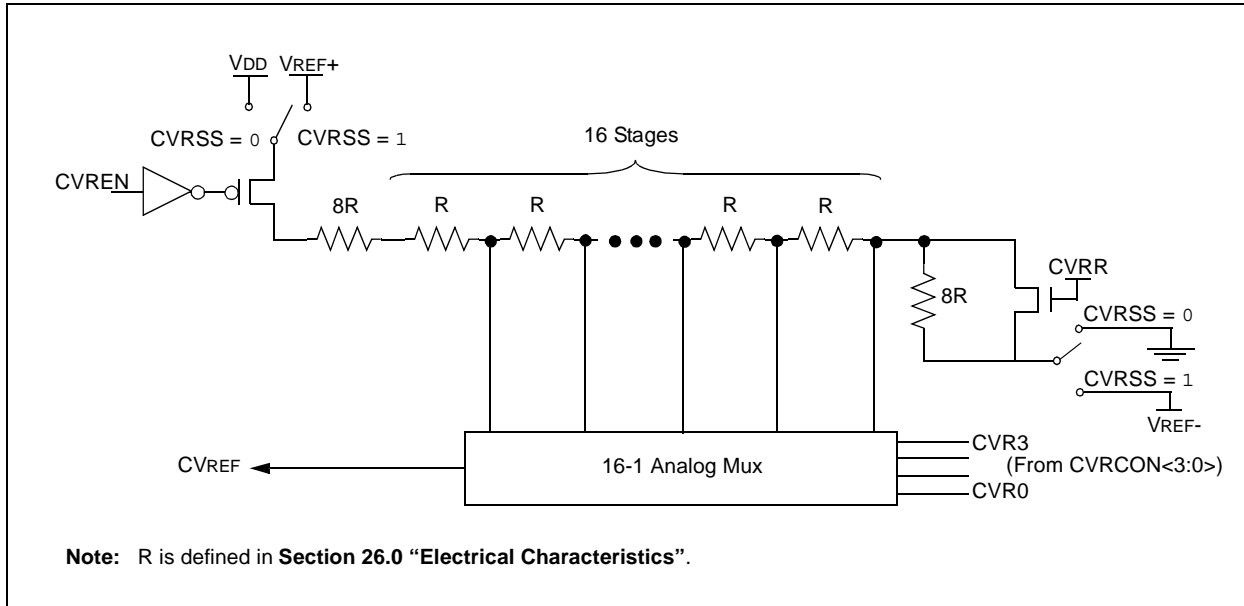 VDD VREF+
CVRSS = 0 CVRSS = 1
16 Stages
CVREN
8R R R R R
CVRR
8R
CVRSS = 0
CVRSS = 1
VREF-
CVR3
CVREF 16-1 Analog Mux (From CVRCON<3:0>)
CVR0
Note: R is defined in Section 26.0 “Electrical Characteristics”.